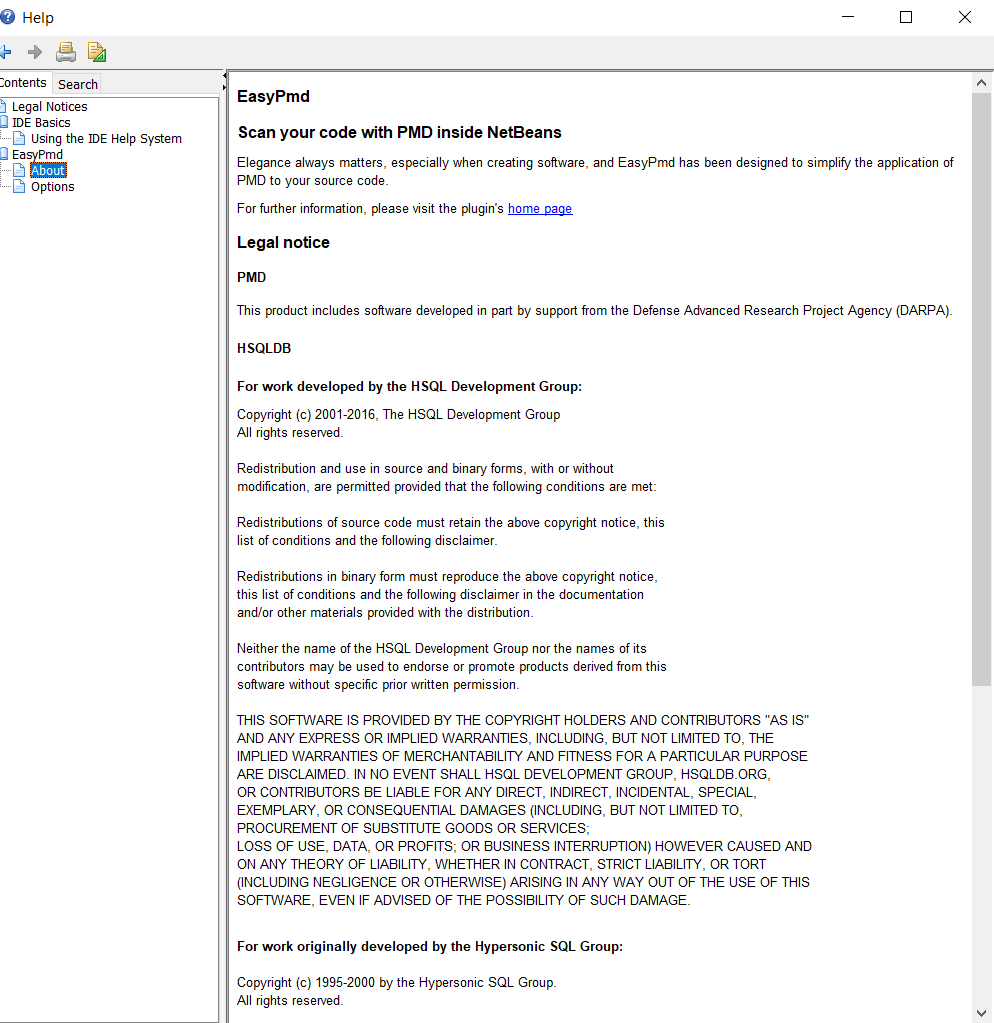 Help
Contents
Search
Legal Notices
IDE Basics
Using the IDE Help System
EasyPmd
About
Options
EasyPmd
Scan your code with PMD inside NetBeans
Elegance always matters, especially when creating software, and EasyPmd has been designed to simplify the application of
PMD to your source code.
For further information, please visit the plugin's home page
Legal notice
PMD
This product includes software developed in part by support from the Defense Advanced Research Project Agency (DARPA).
HSQLDB
For work developed by the HSQL Development Group:
Copyright (c) 2001-2016, The HSQL Development Group
All rights reserved.
Redistribution and use in source and binary forms, with or without
modification, are permitted provided that the following conditions are met:
Redistributions of source code must retain the above copyright notice, this
list of conditions and the following disclaimer.
Redistributions in binary form must reproduce the above copyright notice,
this list of conditions and the following disclaimer in the documentation
and/or other materials provided with the distribution.
Neither the name of the HSQL Development Group nor the names of its
contributors may be used to endorse or promote products derived from this
software without specific prior written permission.
THIS SOFTWARE IS PROVIDED BY THE COPYRIGHT HOLDERS AND CONTRIBUTORS "AS IS"
AND ANY EXPRESS OR IMPLIED WARRANTIES, INCLUDING, BUT NOT LIMITED TO, THE
IMPLIED WARRANTIES OF MERCHANTABILITY AND FITNESS FOR A PARTICULAR PURPOSE
ARE DISCLAIMED. IN NO EVENT SHALL HSQL DEVELOPMENT GROUP, HSQLDB.ORG,
OR CONTRIBUTORS BE LIABLE FOR ANY DIRECT, INDIRECT, INCIDENTAL, SPECIAL,
EXEMPLARY, OR CONSEQUENTIAL DAMAGES (INCLUDING, BUT NOT LIMITED TO,
PROCUREMENT OF SUBSTITUTE GOODS OR SERVICES;
LOSS OF USE, DATA, OR PROFITS; OR BUSINESS INTERRUPTION) HOWEVER CAUSED AND
ON ANY THEORY OF LIABILITY, WHETHER IN CONTRACT, STRICT LIABILITY, OR TORT
(INCLUDING NEGLIGENCE OR OTHERWISE) ARISING IN ANY WAY OUT OF THE USE OF THIS
SOFTWARE, EVEN IF ADVISED OF THE POSSIBILITY OF SUCH DAMAGE.
For work originally developed by the Hypersonic SQL Group:
Copyright (c) 1995-2000 by the Hypersonic SQL Group.
All rights reserved.